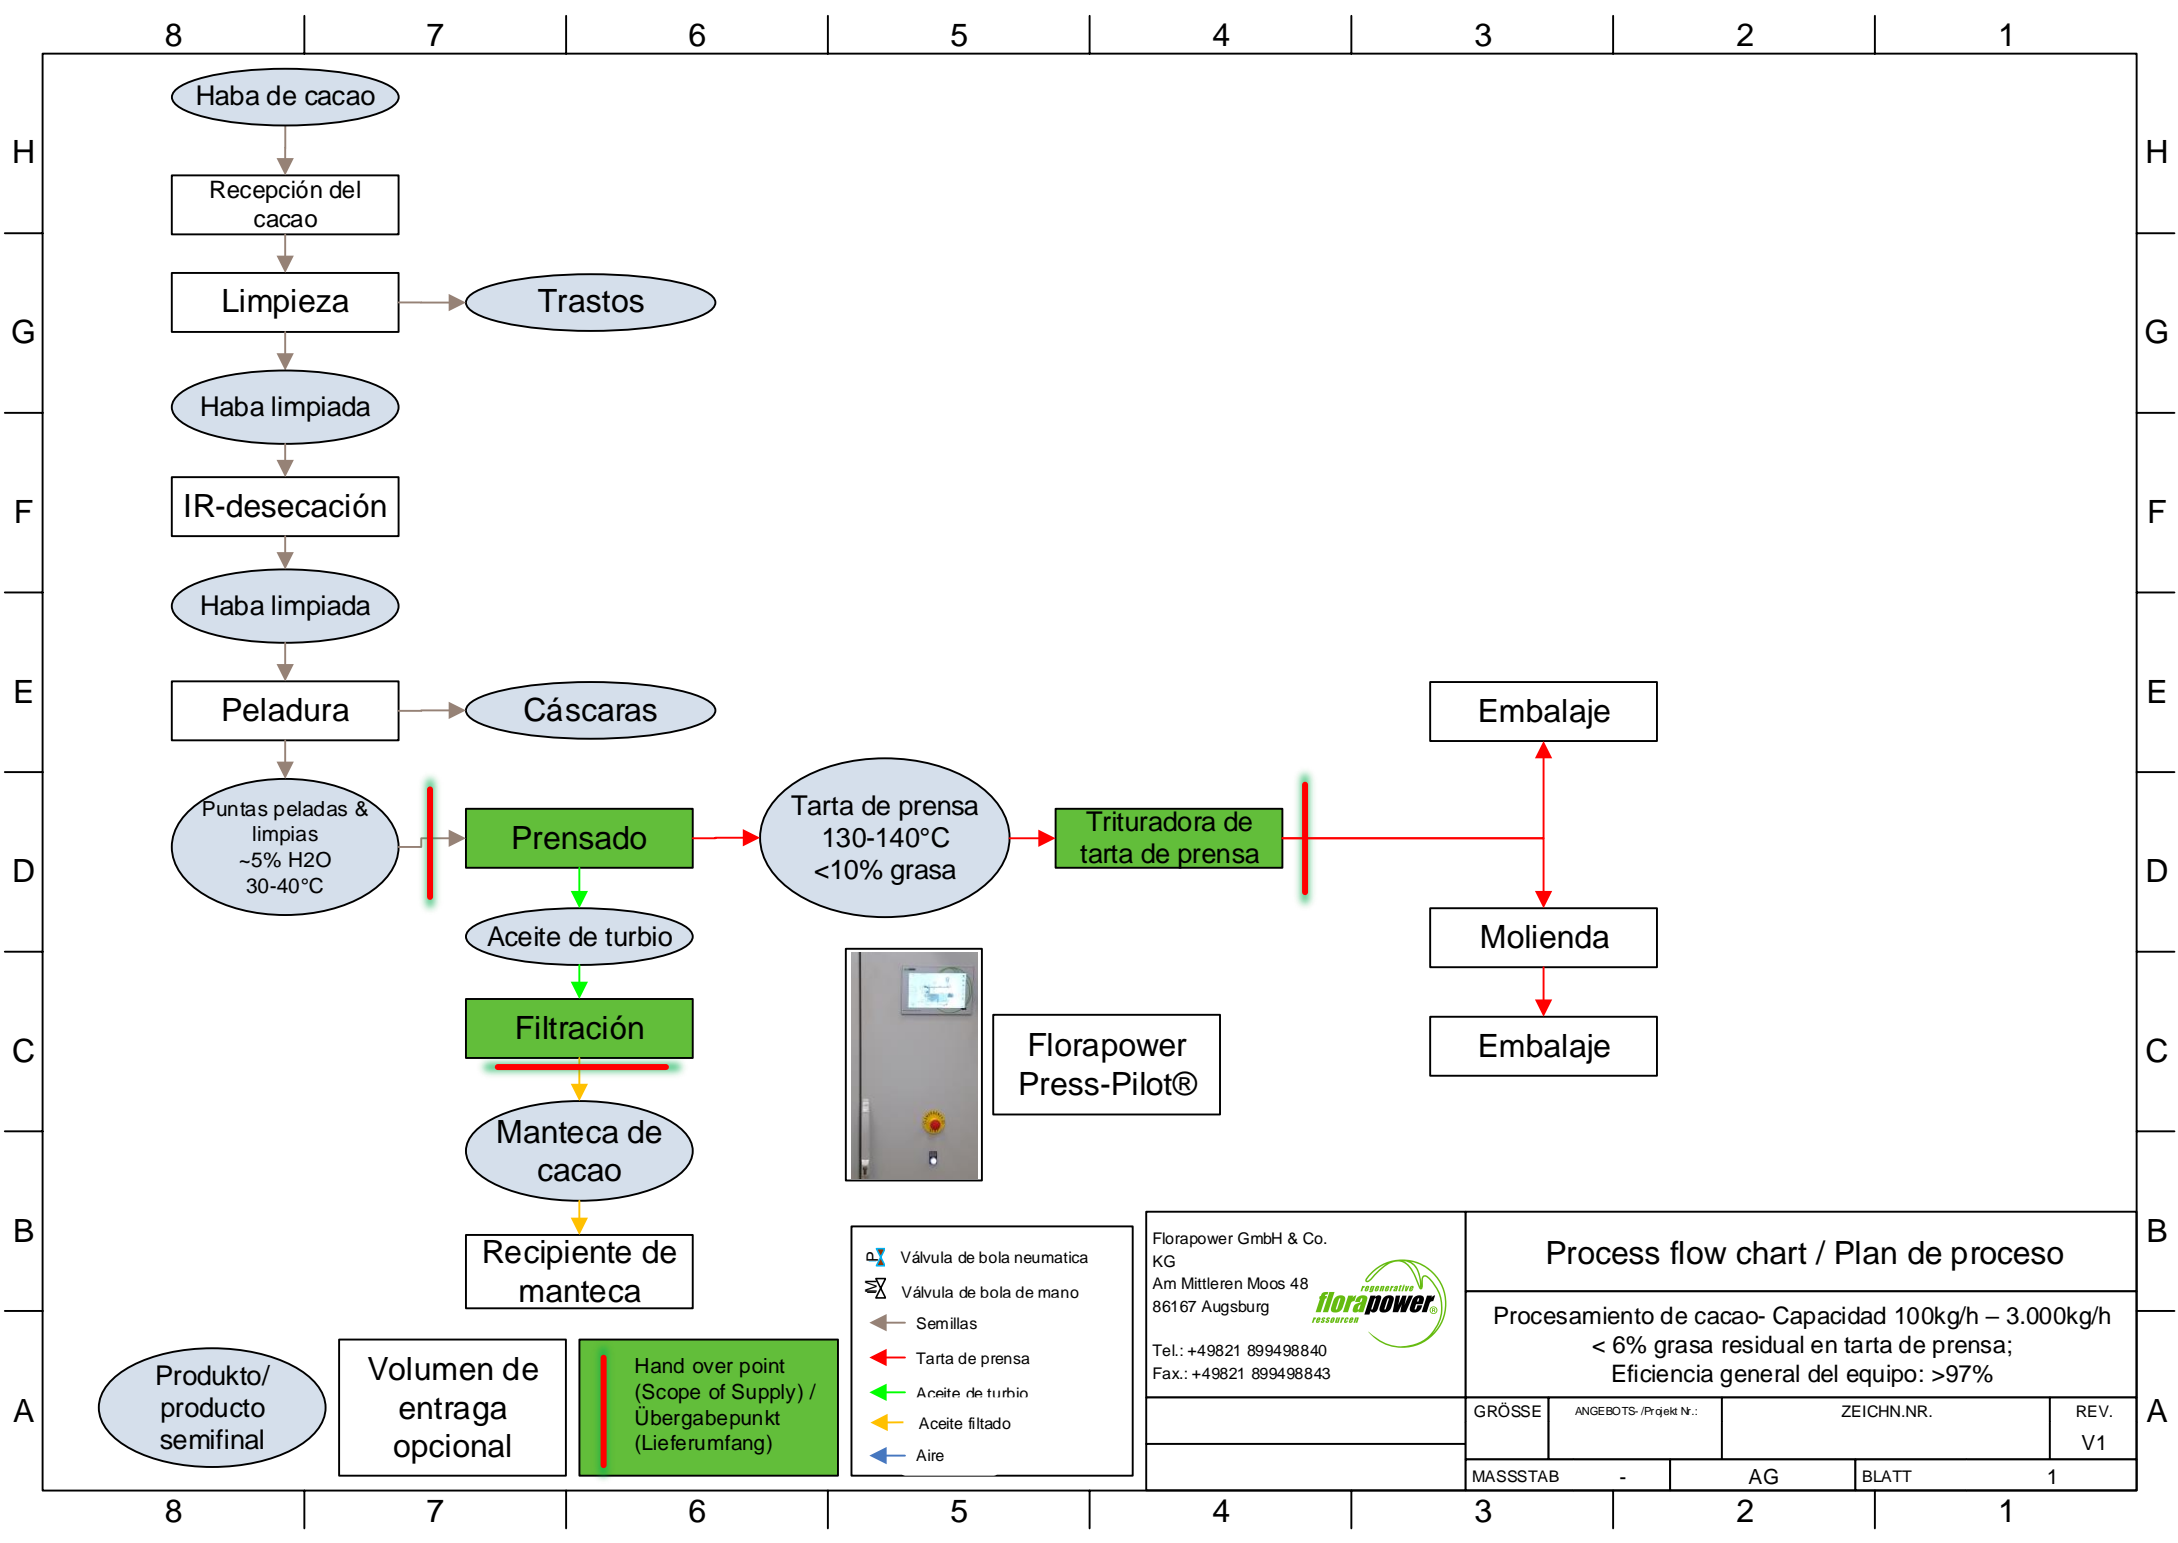 8 7 6 5 4 3 2 1
H
G
F
E
D
C
B
A
H
G
F
E
D
C
B
A
Haba de cacao
Recepción del
cacao
Limpieza
Trastos
Haba limpiada
IR-desecación
Haba limpiada
Peladura
Cáscaras
Puntas peladas &
limpias
~5% H2O
30-40°C
Prensado
Tarta de prensa
130-140°C
<10% grasa
Trituradora de
tarta de prensa
Embalaje
Molienda
Embalaje
Aceite de turbio
Filtración
Manteca de
cacao
Recipiente de
manteca
Florapower
Press-Pilot®
Produkto/
producto
semifinal
Volumen de
entraga
opcional
Hand over point
(Scope of Supply) /
Übergabepunkt
(Lieferumfang)
P
Válvula de bola neumatica
M
Válvula de bola de mano
Semillas
Tarta de prensa
Aceite de turbio
Aceite filtado
Aire
Florapower GmbH & Co.
KG
Am Mittleren Moos 48
86167 Augsburg
Tel.: +49821 899498840
Fax.: +49821 899498843
regenerative
florapower®
ressourcen
Process flow chart / Plan de proceso
Procesamiento de cacao- Capacidad 100kg/h – 3.000kg/h
< 6% grasa residual en tarta de prensa;
Eficiencia general del equipo: >97%
GRÖSSE
ANGEBOTS- /Projekt Nr.:
ZEICHN.NR.
REV.
V1
MASSSTAB -
AG
BLATT 1
8 7 6 5 4 3 2 1